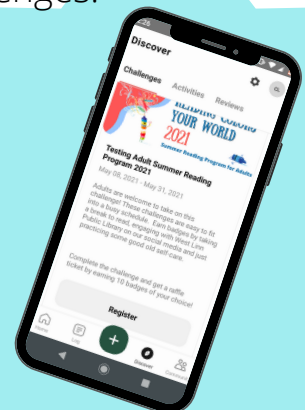 enges.
:26
Discover
Challenges Activities Reviews
YOUR WORLD
2021
Summer Reading Program for Adults
Testing Adult Summer Reading
Program 2021
May 08, 2021 - May 31, 2021
Adults are welcome to take on this
challenge! These challenges are easy to fit
into a busy schedule. Earn badges by taking
a break to read, engaging with West Linn
Public Library on our social media and just
practicing some good old self-care.
Complete the challenge and get a raffle
ticket by earning 10 badges of your choice!
Register
Home
Log
Discover